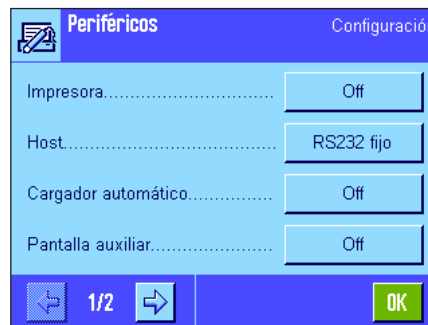 Periféricos
Configuració
Impresora............................. Off
Host..................................... RS232 fijo
Cargador automático............... Off
Pantalla auxiliar..................... Off
1/2
OK